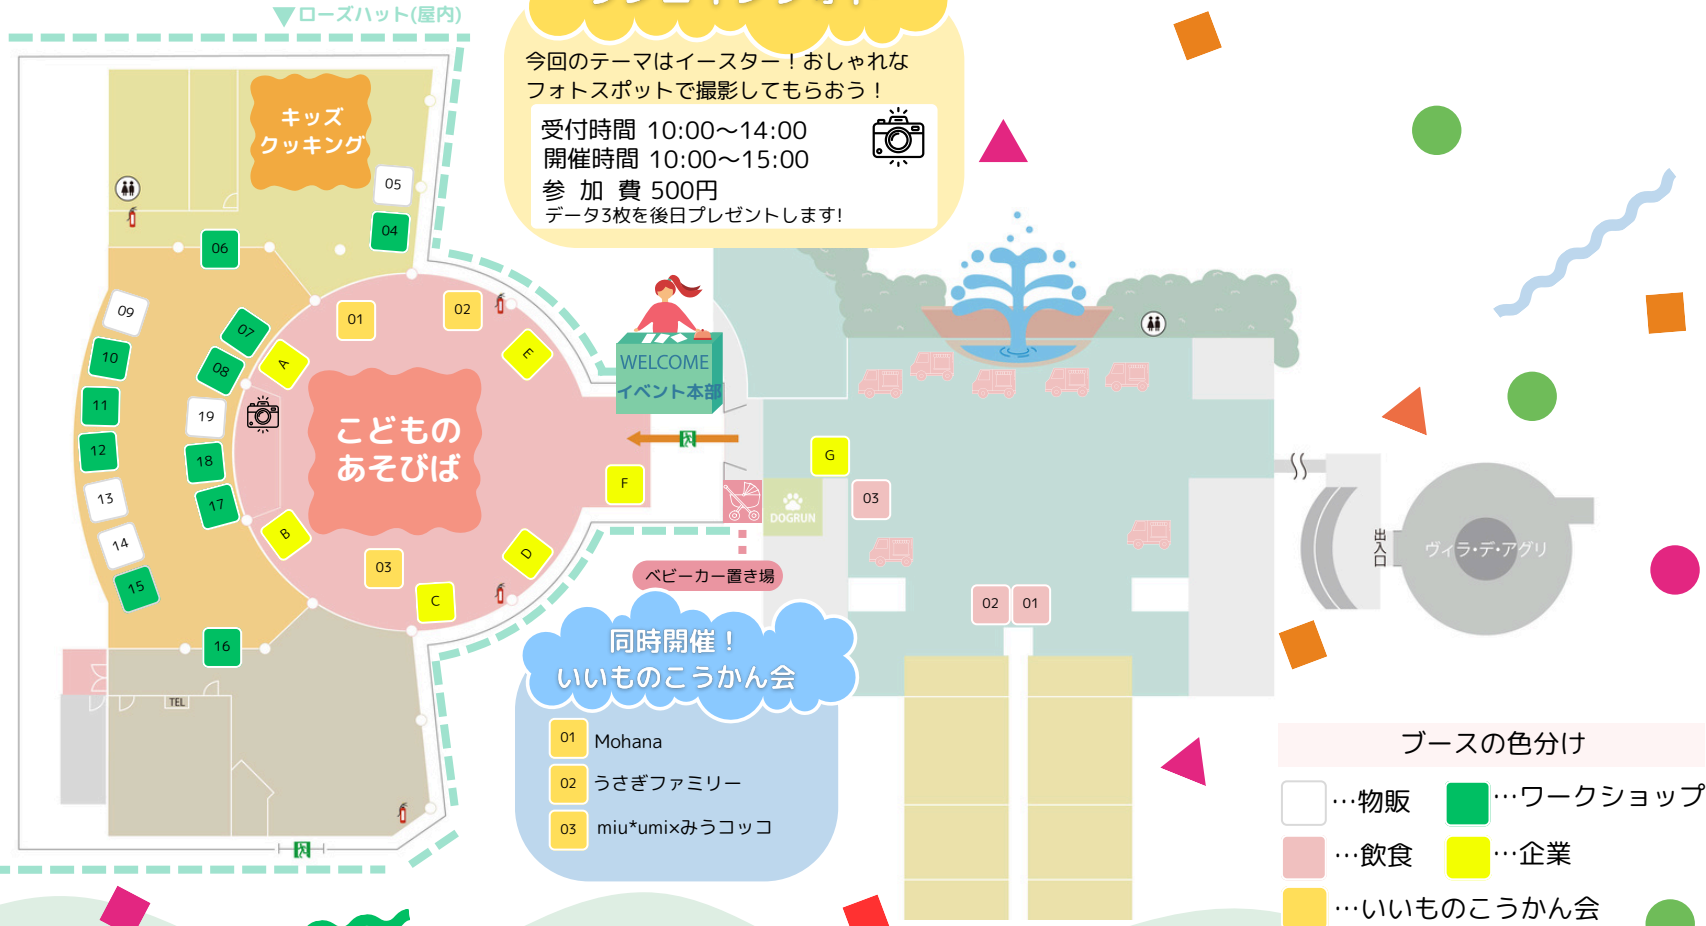 ▼ローズハット(屋内)
今回のテーマはイースター！おしゃれな
フォトスポットで撮影してもらおう！
受付時間 10:00～14:00
開催時間 10:00～15:00
参 加 費 500円
データ3枚を後日プレゼントします!
キッズ
クッキング
05
04
06
09
10
11
12
13
14
15
16
07
08
19
18
17
01
02
03
A
B
C
D
E
F
G
こどもの
あそびば
WELCOME
イベント本部
DOGRUN
ベビーカー置き場
03
02
01
出入口
ヴィラ・デ・アグリ
TEL
同時開催！
いいものこうかん会
01 Mohana
02 うさぎファミリー
03 miu*umi×みうコッコ
ブースの色分け
…物販
…ワークショップ
…飲食
…企業
…いいものこうかん会